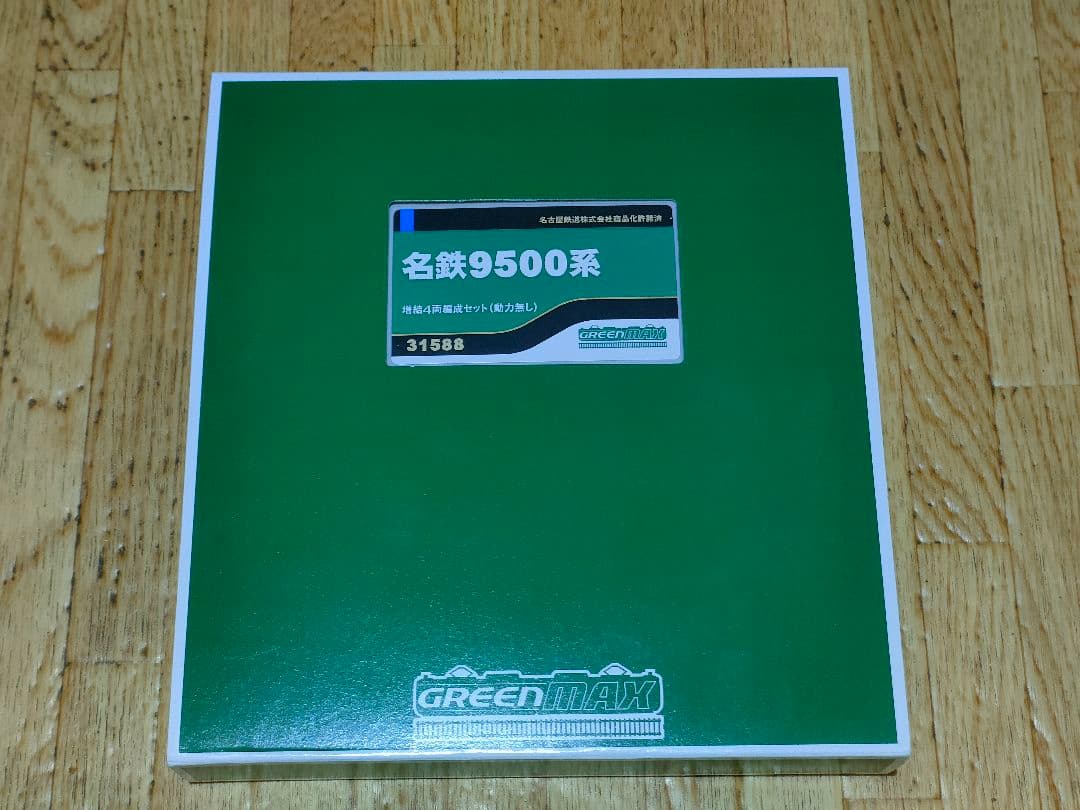 名古屋鉄道株式会社商品化許諾済
名鉄9500系
増結4両編成セット(動力無し)
GREENMAX
31588
GREENMAX